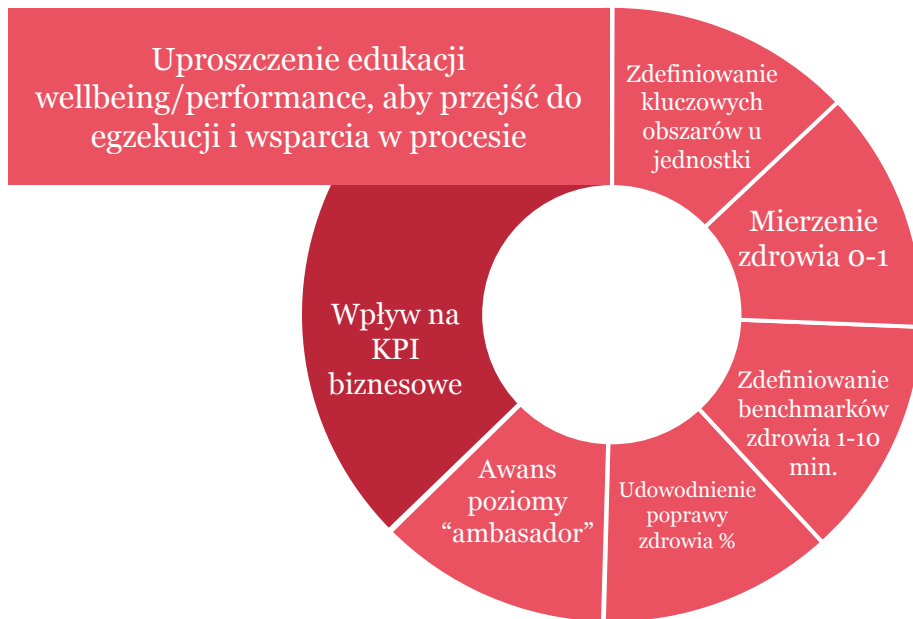 Uproszczenie edukacji
wellbeing/performance, aby przejść do
egzekucji i wsparcia w procesie
Zdefiniowanie
kluczowych
obszarów u
jednostki
Mierzenie
zdrowia 0-1
Zdefiniowanie
benchmarków
zdrowia 1-10
min.
Udowodnienie
poprawy
zdrowia %
Awans
poziomy
“ambasador”
Wpływ na
KPI
biznesowe